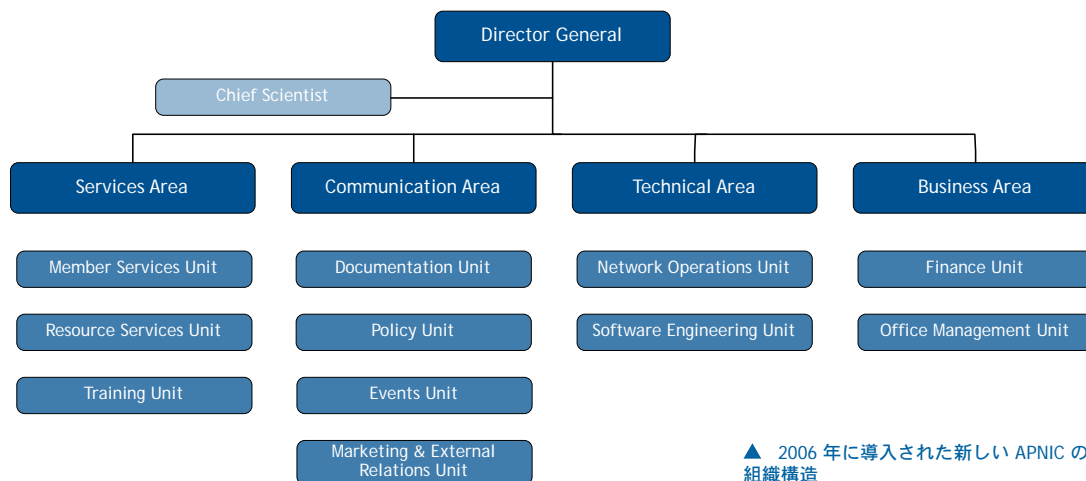 Director General
Chief Scientist
Services Area
Communication Area
Technical Area
Business Area
Member Services Unit
Documentation Unit
Network Operations Unit
Finance Unit
Resource Services Unit
Policy Unit
Software Engineering Unit
Office Management Unit
Training Unit
Events Unit
Marketing & External
Relations Unit
▲ 2006 年に導入された新しい APNIC の
組織構造